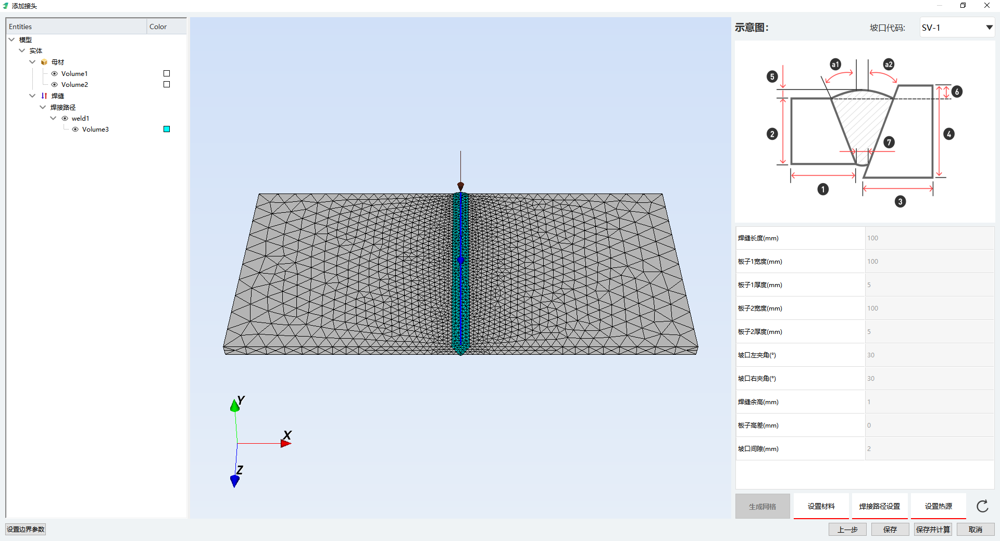 添加接头
Entities
Color
模型
实体
母材
Volume1
Volume2
焊缝
焊接路径
weld1
Volume3
Y
X
Z
示意图：
坡口代码:
SV-1
a1
a2
5
6
2
4
7
1
3
焊缝长度(mm) 100
板子1宽度(mm) 100
板子1厚度(mm) 5
板子2宽度(mm) 100
板子2厚度(mm) 5
坡口左夹角(°) 30
坡口右夹角(°) 30
焊缝余高(mm) 1
板子高差(mm) 0
坡口间隙(mm) 2
生成网格
设置材料
焊接路径设置
设置热源
设置边界参数
上一步
保存
保存并计算
取消